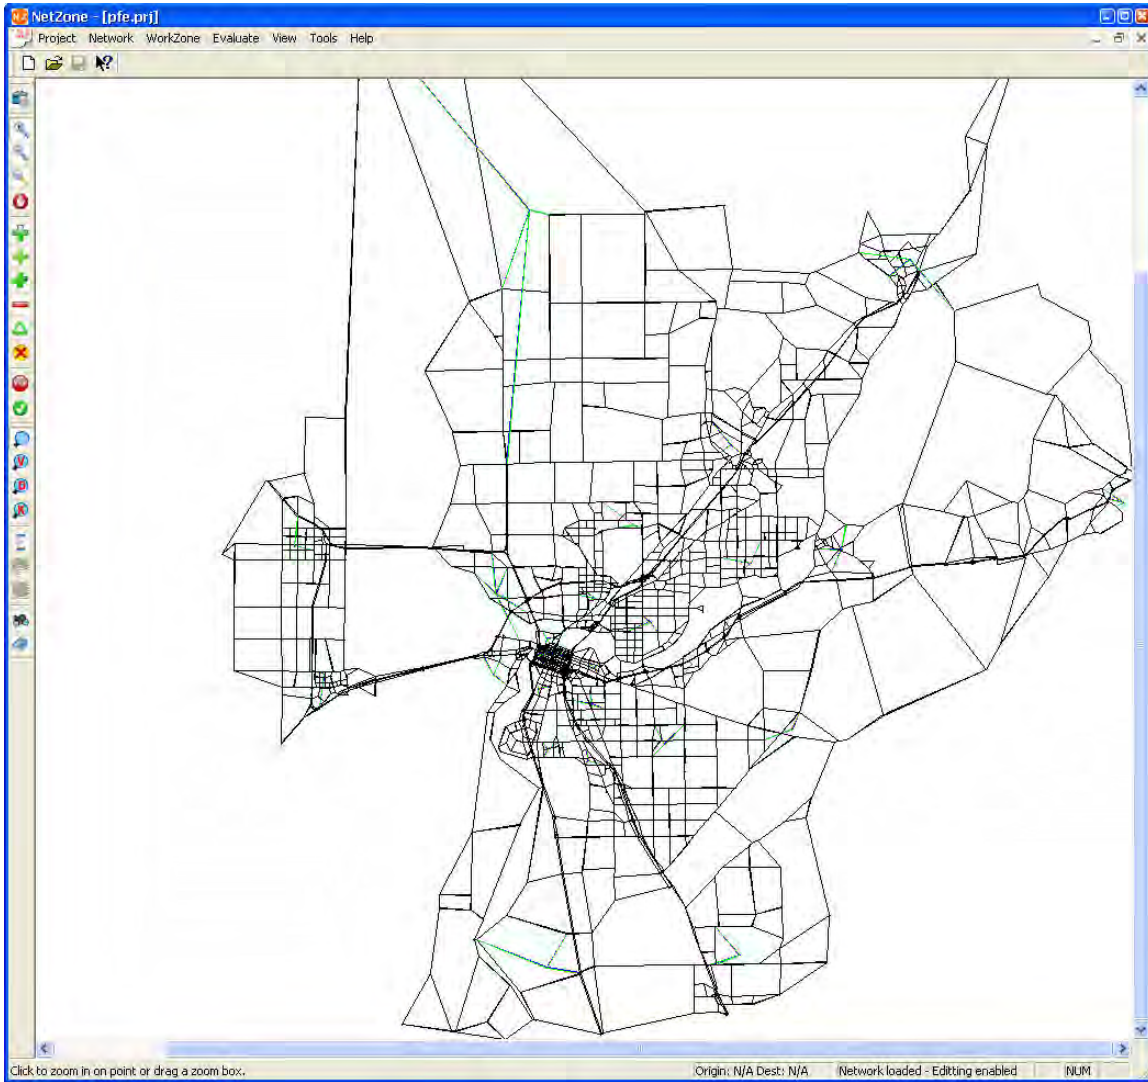 NetZone - [pfe.prj]
Project Network WorkZone Evaluate View Tools Help
Click to zoom in on point or drag a zoom box.
Origin: N/A Dest: N/A
Network loaded - Editting enabled
NUM